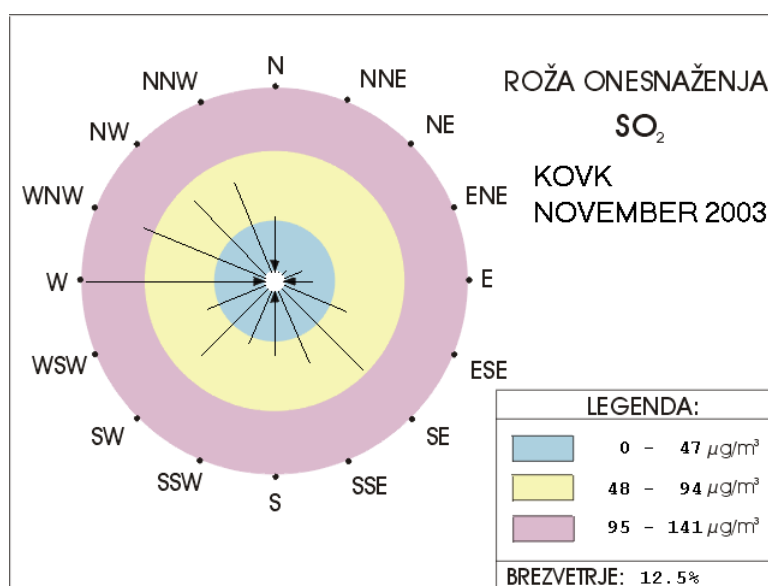 ROŽA ONESNAŽENJA
SO₂
KOVK
NOVEMBER 2003
N
NNE
NE
ENE
E
ESE
SE
SSE
S
SSW
SW
WSW
W
WNW
NW
NNW
LEGENDA:
0 - 47 µg/m³
48 - 94 µg/m³
95 - 141 µg/m³
BREZVETRJE: 12.5%